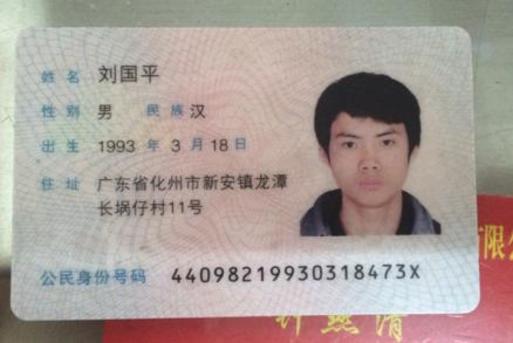 姓名 刘国平
性别 男 民族 汉
出生 1993 年 3 月 18 日
住址 广东省化州市新安镇龙潭
长埚仔村11号
公民身份号码 44098219930318473X
有限公